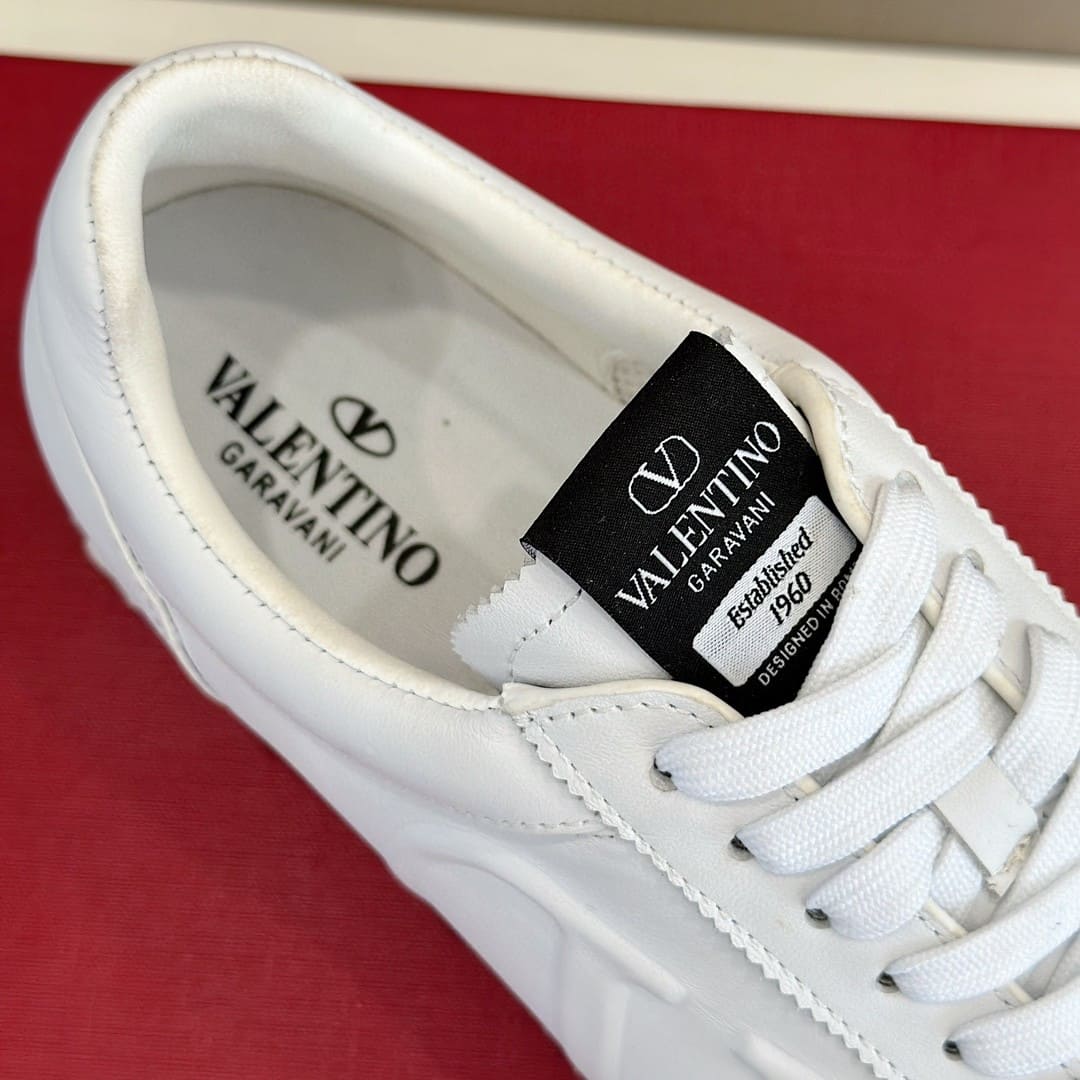 VALENTINO
GARAVANI
VALENTINO
GARAVANI
Established
1960
DESIGNED IN